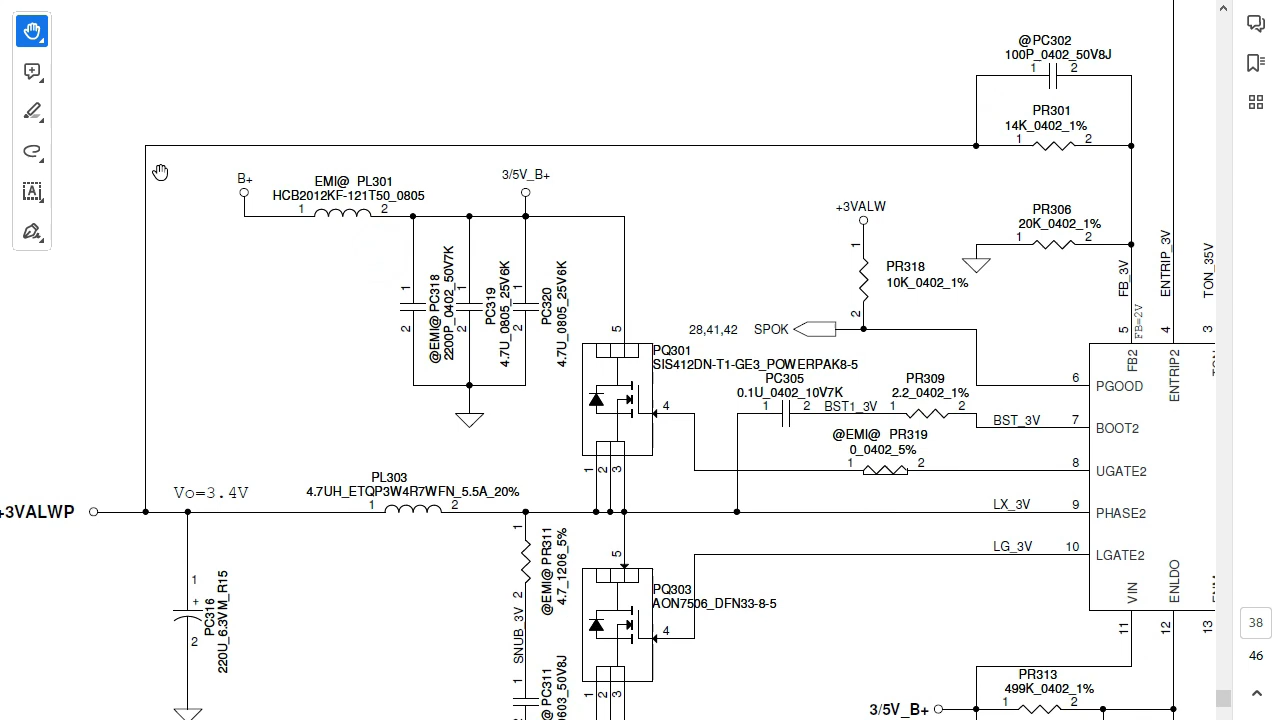 @PC302
100P_0402_50V8J
1 2
PR301
14K_0402_1%
1 2
B+
EMI@ PL301
HCB2012KF-121T50_0805
1 2
3/5V_B+
+3VALW
PR306
20K_0402_1%
1 2
1
PR318
10K_0402_1%
2
FB_3V
ENTRIP_3V
TON_35V
FB=2V
5
4
3
1
2
@EMI@ PC318
2200P_0402_50V7K
1
2
PC319
4.7U_0805_25V6K
1
2
PC320
4.7U_0805_25V6K
28,41,42 SPOK
5
PQ301
SIS412DN-T1-GE3_POWERPAK8-5
4
1
2
3
FB2
ENTRIP2
6
PGOOD
PC305
0.1U_0402_10V7K
1 2
BST1_3V
PR309
2.2_0402_1%
1 2
BST_3V
7
BOOT2
@EMI@ PR319
0_0402_5%
1 2
8
UGATE2
+3VALWP
Vo=3.4V
PL303
4.7UH_ETQP3W4R7WFN_5.5A_20%
1 2
LX_3V
9
PHASE2
LG_3V
10
LGATE2
1
+
2
PC316
220U_6.3VM_R15
1
@EMI@ PR311
4.7_1206_5%
2
SNUB_3V
1
@EMI@ PC311
5
PQ303
AON7506_DFN33-8-5
4
1
2
3
VIN
ENLDO
11
12
13
PR313
499K_0402_1%
1 2
3/5V_B+
38
46